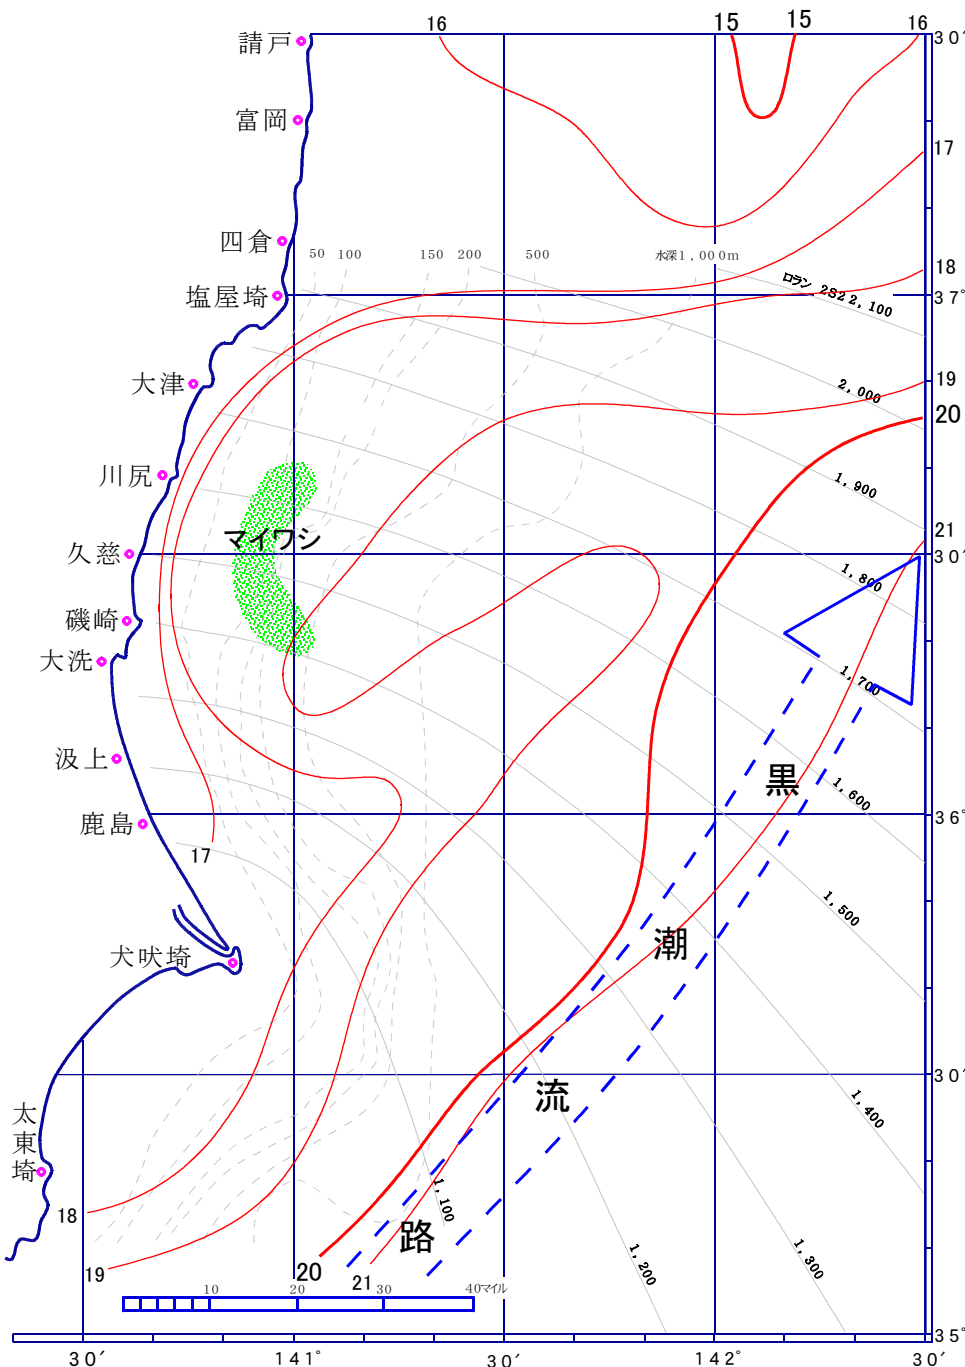 16
15
15
16
請戸
30′
富岡
17
四倉
50
100
150
200
500
水深1,000m
18
塩屋埼
ロラン 2S2 2,100
37°
大津
2,000
19
20
川尻
1,900
マイワシ
21
久慈
30′
1,800
磯崎
大洗
1,700
汲上
黒
1,600
鹿島
36°
17
1,500
潮
犬吠埼
30′
流
1,400
太東埼
1,100
18
路
1,200
1,300
19
20
21
10
20
30
40マイル
35°
30′
141°
30′
142°
30′